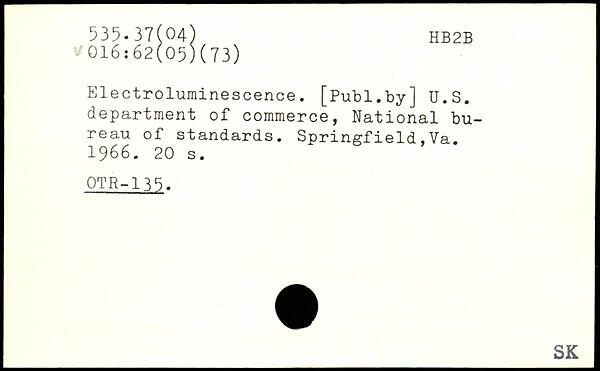 535.37(04)
HB2B
✓016:62(05)(73)
Electroluminescence. [Publ.by] U.S.
department of commerce, National bu-
reau of standards. Springfield,Va.
1966. 20 s.
OTR-135.
SK